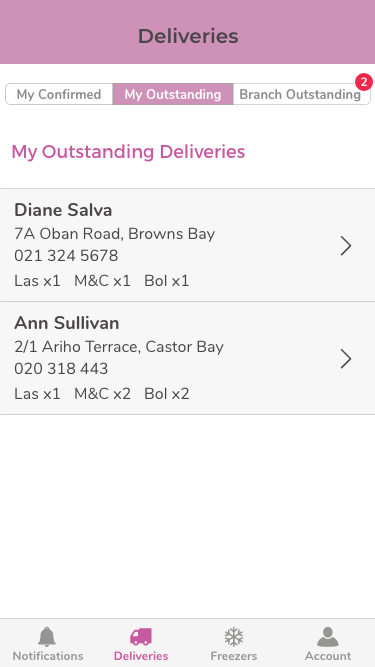 Deliveries
2
My Confirmed My Outstanding Branch Outstanding
My Outstanding Deliveries
Diane Salva
7A Oban Road, Browns Bay
021 324 5678
Las x1 M&C x1 Bol x1
Ann Sullivan
2/1 Ariho Terrace, Castor Bay
020 318 443
Las x1 M&C x2 Bol x2
Notifications Deliveries Freezers Account